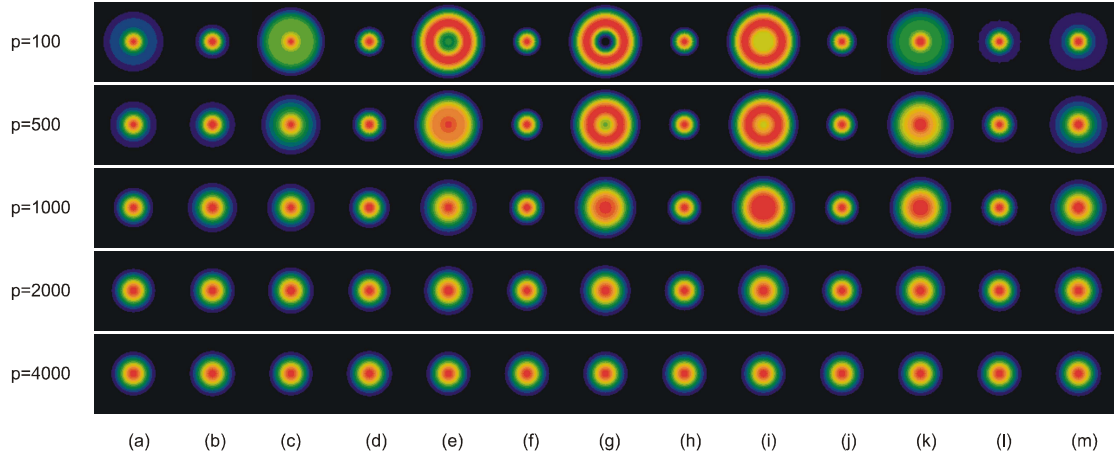 p=100
p=500
p=1000
p=2000
p=4000
(a) (b) (c) (d) (e) (f) (g) (h) (i) (j) (k) (l) (m)